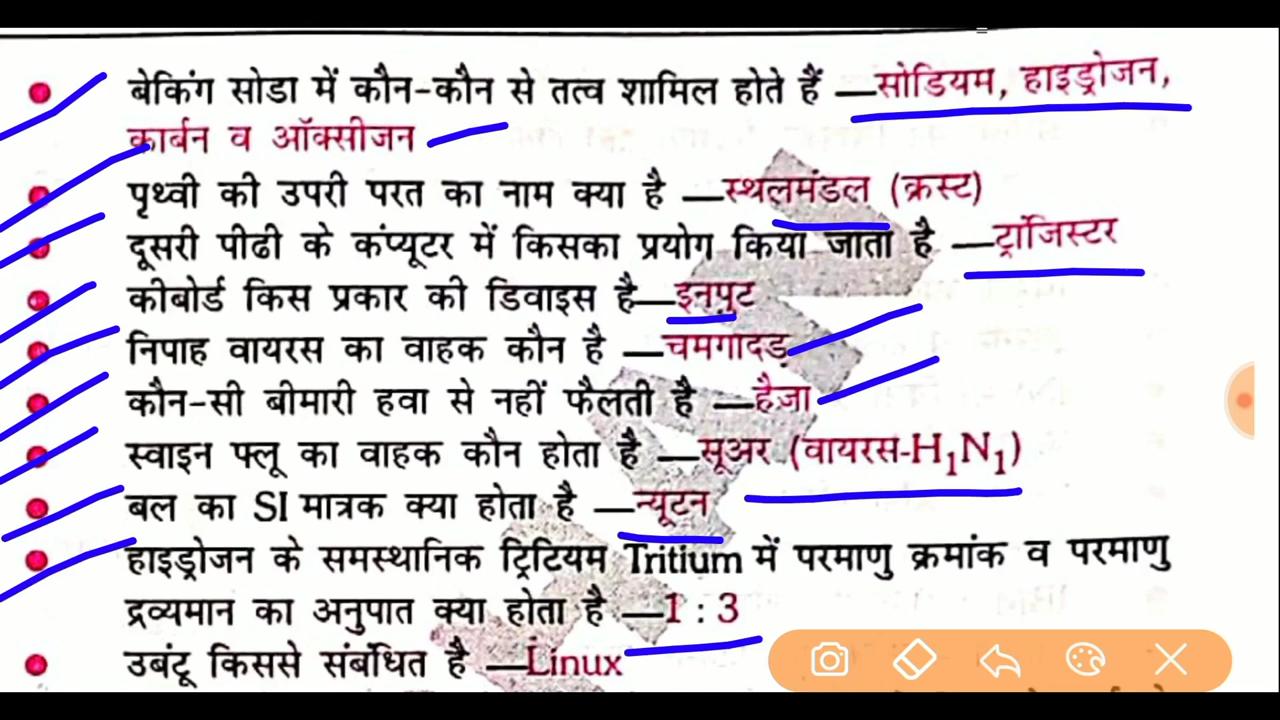 बेकिंग सोडा में कौन-कौन से तत्व शामिल होते हैं —सोडियम, हाइड्रोजन,
कार्बन व ऑक्सीजन
पृथ्वी की उपरी परत का नाम क्या है —स्थलमंडल (क्रस्ट)
दूसरी पीढी के कंप्यूटर में किसका प्रयोग किया जाता है —ट्रांजिस्टर
कीबोर्ड किस प्रकार की डिवाइस है—इनपुट
निपाह वायरस का वाहक कौन है —चमगादड़
कौन-सी बीमारी हवा से नहीं फैलती है —हैजा
स्वाइन फ्लू का वाहक कौन होता है —सूअर (वायरस-H₁N₁)
बल का SI मात्रक क्या होता है —न्यूटन
हाइड्रोजन के समस्थानिक ट्रिटियम Tritium में परमाणु क्रमांक व परमाणु
द्रव्यमान का अनुपात क्या होता है —1 : 3
उबंटू किससे संबंधित है —Linux